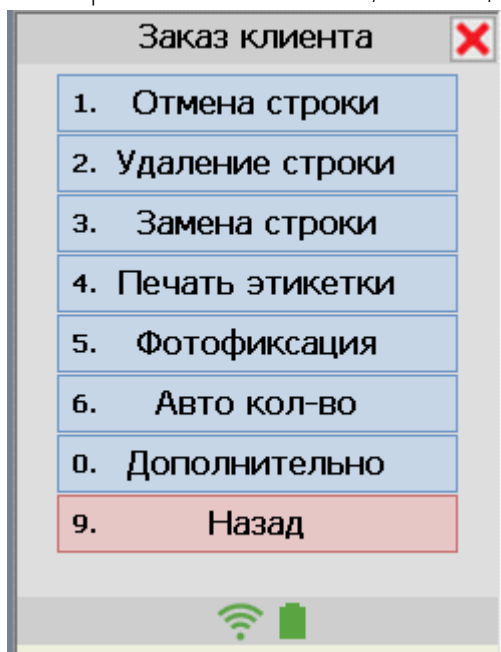 Заказ клиента
1. Отмена строки
2. Удаление строки
3. Замена строки
4. Печать этикетки
5. Фотофиксация
6. Авто кол-во
0. Дополнительно
9. Назад